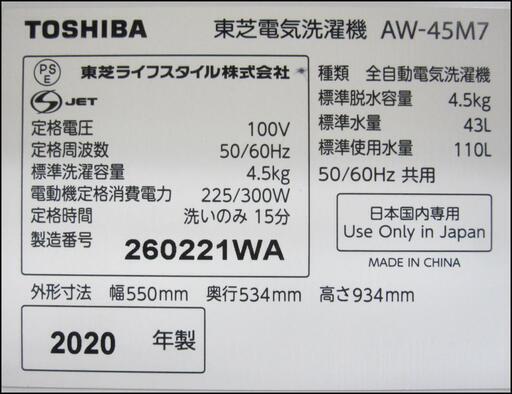 TOSHIBA 東芝電気洗濯機 AW-45M7
PS
E
東芝ライフスタイル株式会社
S JET
定格電圧 100V
定格周波数 50/60Hz
標準洗濯容量 4.5kg
電動機定格消費電力 225/300W
定格時間 洗いのみ 15分
製造番号 260221WA
種類 全自動電気洗濯機
標準脱水容量 4.5kg
標準水量 43L
標準使用水量 110L
50/60Hz 共用
日本国内専用
Use Only in Japan
MADE IN CHINA
外形寸法 幅550mm 奥行534mm 高さ934mm
2020 年製